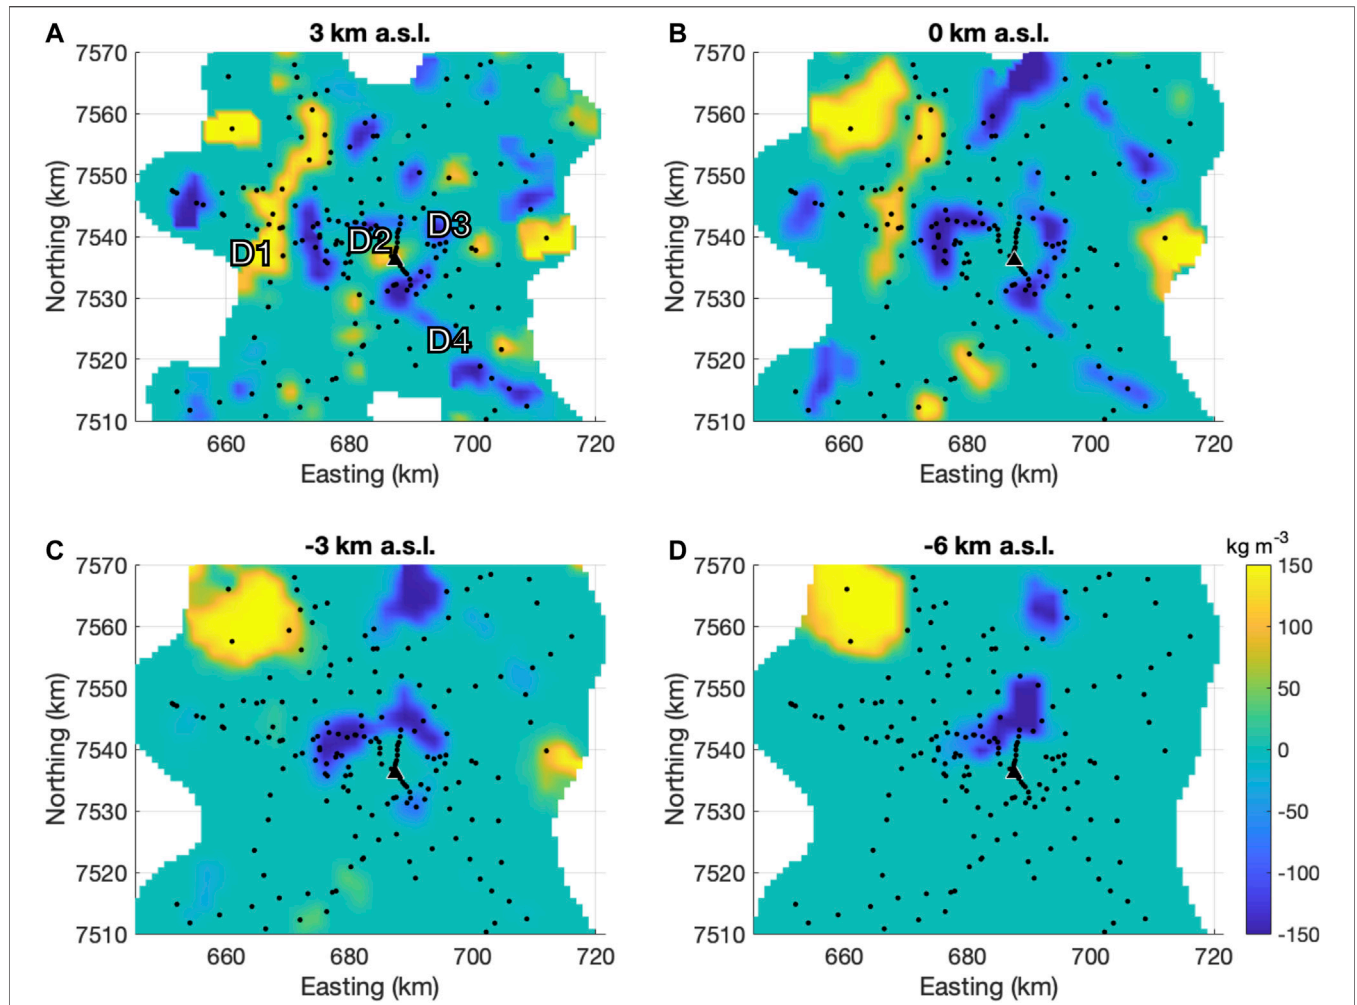 A
3 km a.s.l.
7570
7560
7550
7540
7530
7520
7510
Northing (km)
D1
D2
D3
D4
660
680
700
720
Easting (km)
B
0 km a.s.l.
7570
7560
7550
7540
7530
7520
7510
Northing (km)
660
680
700
720
Easting (km)
C
-3 km a.s.l.
7570
7560
7550
7540
7530
7520
7510
Northing (km)
660
680
700
720
Easting (km)
D
-6 km a.s.l.
7570
7560
7550
7540
7530
7520
7510
Northing (km)
660
680
700
720
Easting (km)
kg m⁻³
150
100
50
0
-50
-100
-150